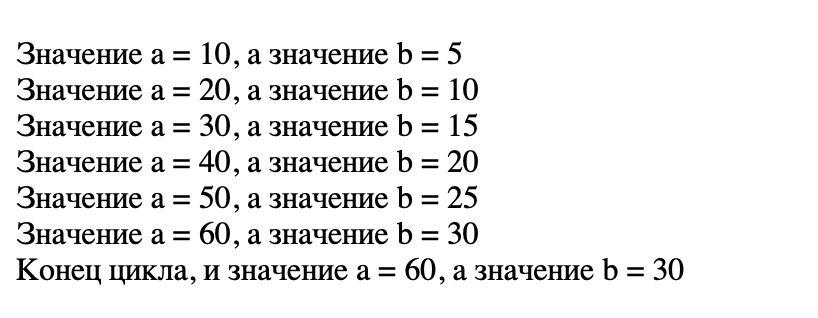 Значение a = 10, а значение b = 5
Значение a = 20, а значение b = 10
Значение a = 30, а значение b = 15
Значение a = 40, а значение b = 20
Значение a = 50, а значение b = 25
Значение a = 60, а значение b = 30
Конец цикла, и значение a = 60, а значение b = 30